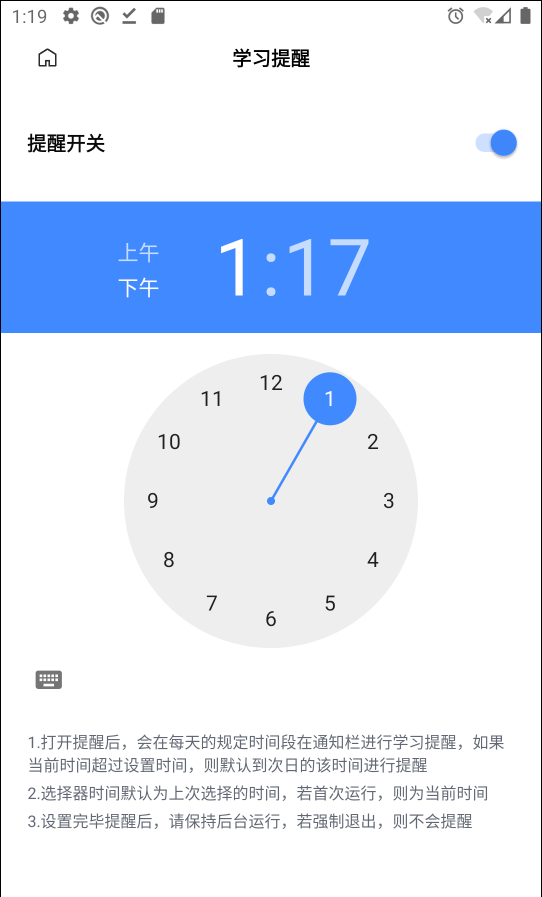 1:19
学习提醒
提醒开关
上午
下午
1:17
12
11
1
10
2
9
3
8
4
7
5
6
1.打开提醒后，会在每天的规定时间段在通知栏进行学习提醒，如果
当前时间超过设置时间，则默认到次日的该时间进行提醒
2.选择器时间默认为上次选择的时间，若首次运行，则为当前时间
3.设置完毕提醒后，请保持后台运行，若强制退出，则不会提醒